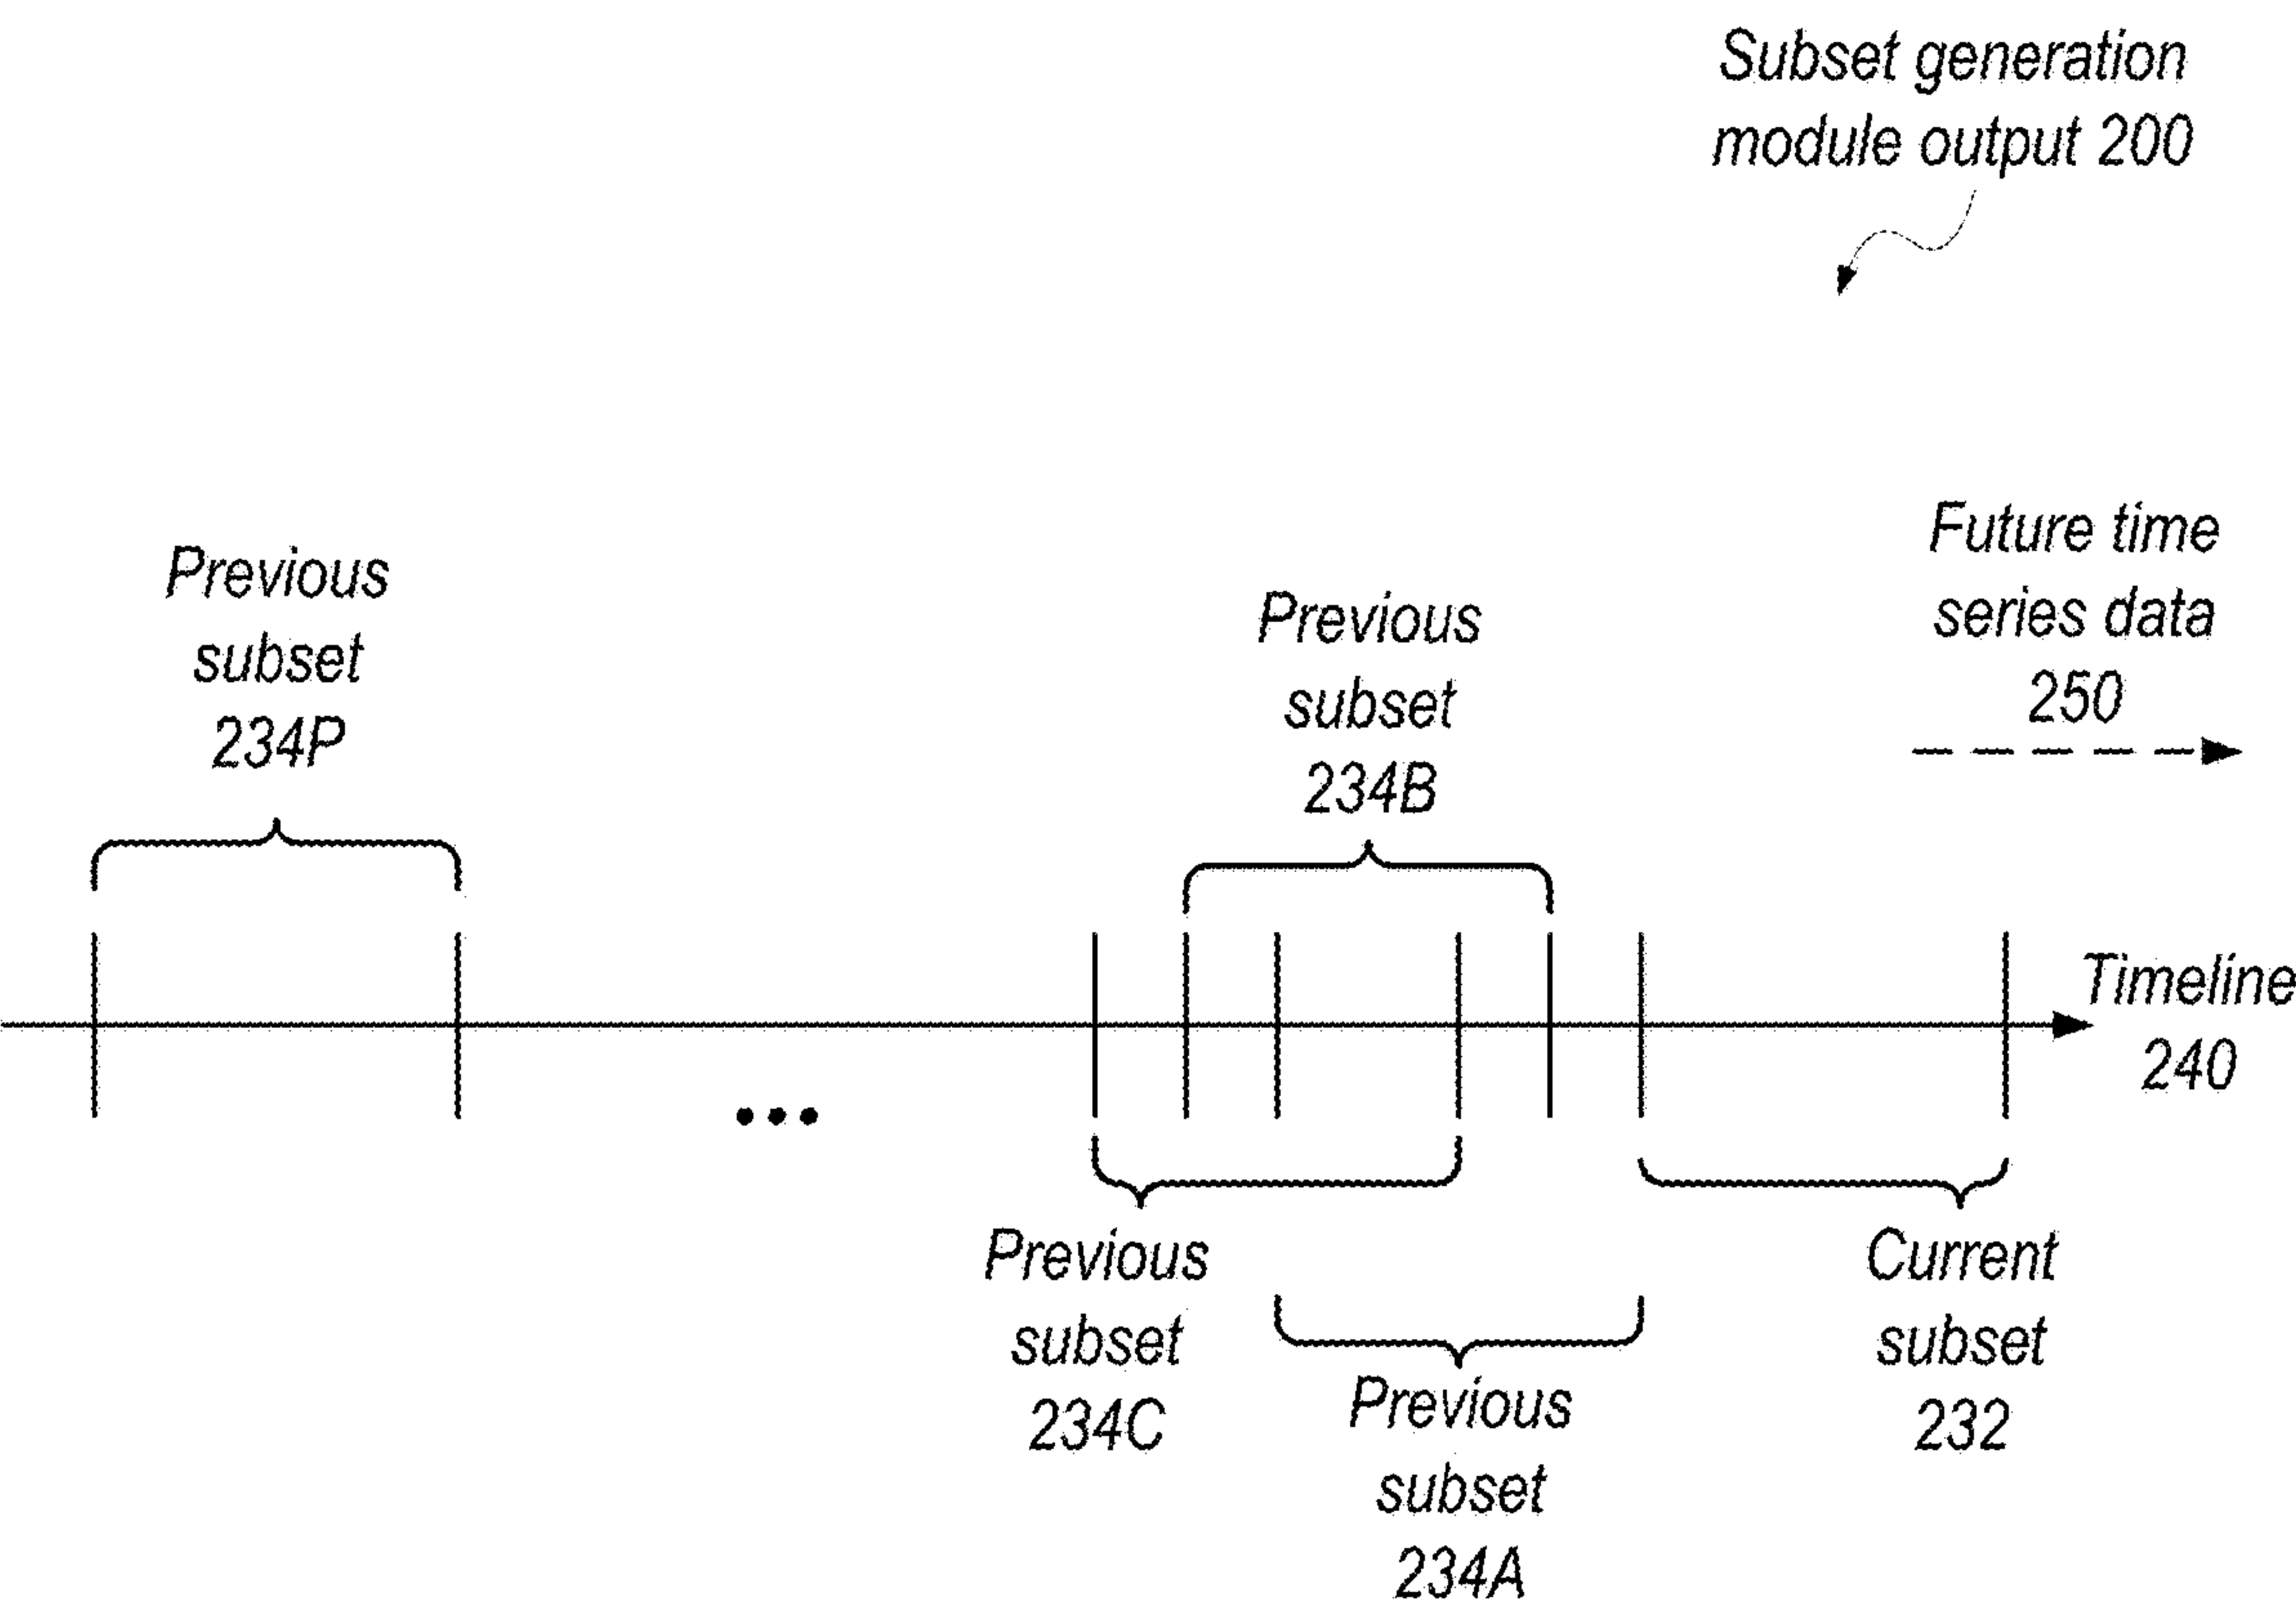 Subset generation
module output 200
Future time
series data
250
Previous
subset
234P
Previous
subset
234B
Timeline
240
...
Previous
subset
234C
Current
subset
232
Previous
subset
234A